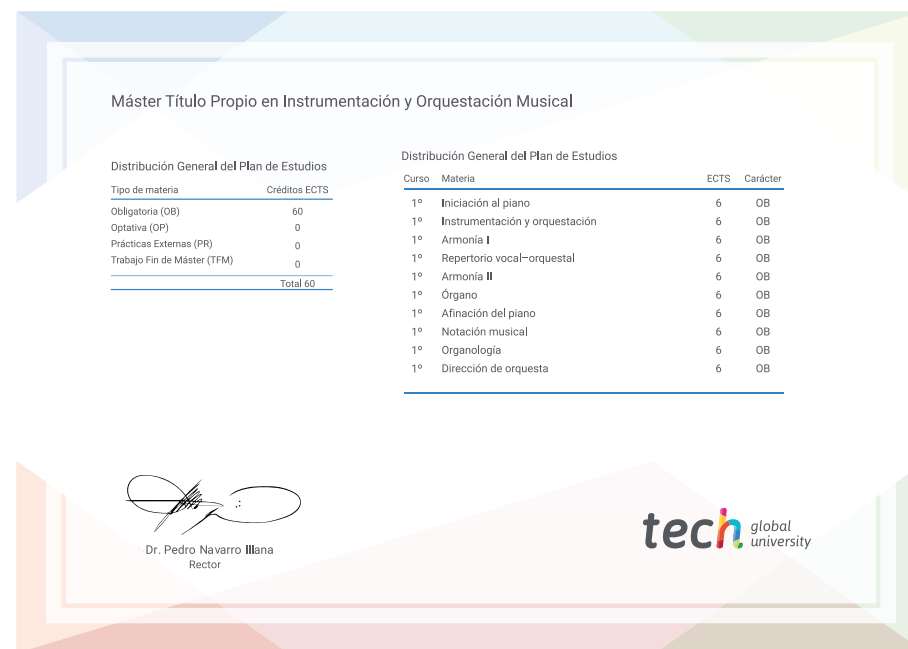 Máster Título Propio en Instrumentación y Orquestación Musical
Distribución General del Plan de Estudios
Tipo de materia Créditos ECTS
Obligatoria (OB) 60
Optativa (OP) 0
Prácticas Externas (PR) 0
Trabajo Fin de Máster (TFM) 0
Total 60
Distribución General del Plan de Estudios
Curso Materia ECTS Carácter
1º Iniciación al piano 6 OB
1º Instrumentación y orquestación 6 OB
1º Armonía I 6 OB
1º Repertorio vocal–orquestal 6 OB
1º Armonía II 6 OB
1º Órgano 6 OB
1º Afinación del piano 6 OB
1º Notación musical 6 OB
1º Organología 6 OB
1º Dirección de orquesta 6 OB
Dr. Pedro Navarro Illana
Rector
tech global
university